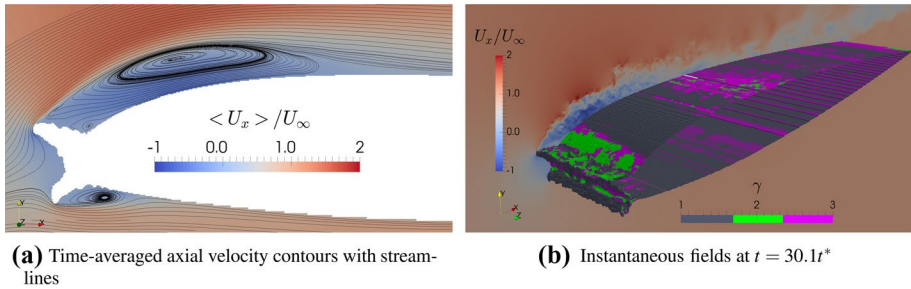 < U_x > /U_∞
-1 0.0 1 2
Y
Z X
U_x/U_∞
2
1.0
0.0
-1
Y
Z X
γ
1 2 3
(a) Time-averaged axial velocity contours with stream-
lines
(b) Instantaneous fields at t = 30.1t*